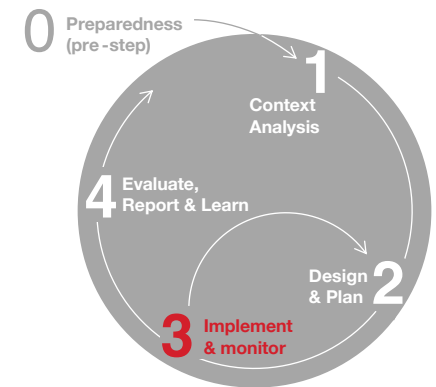 0 Preparedness
(pre -step)
1
Context
Analysis
2
Design
& Plan
3
Implement
& monitor
4
Evaluate,
Report & Learn